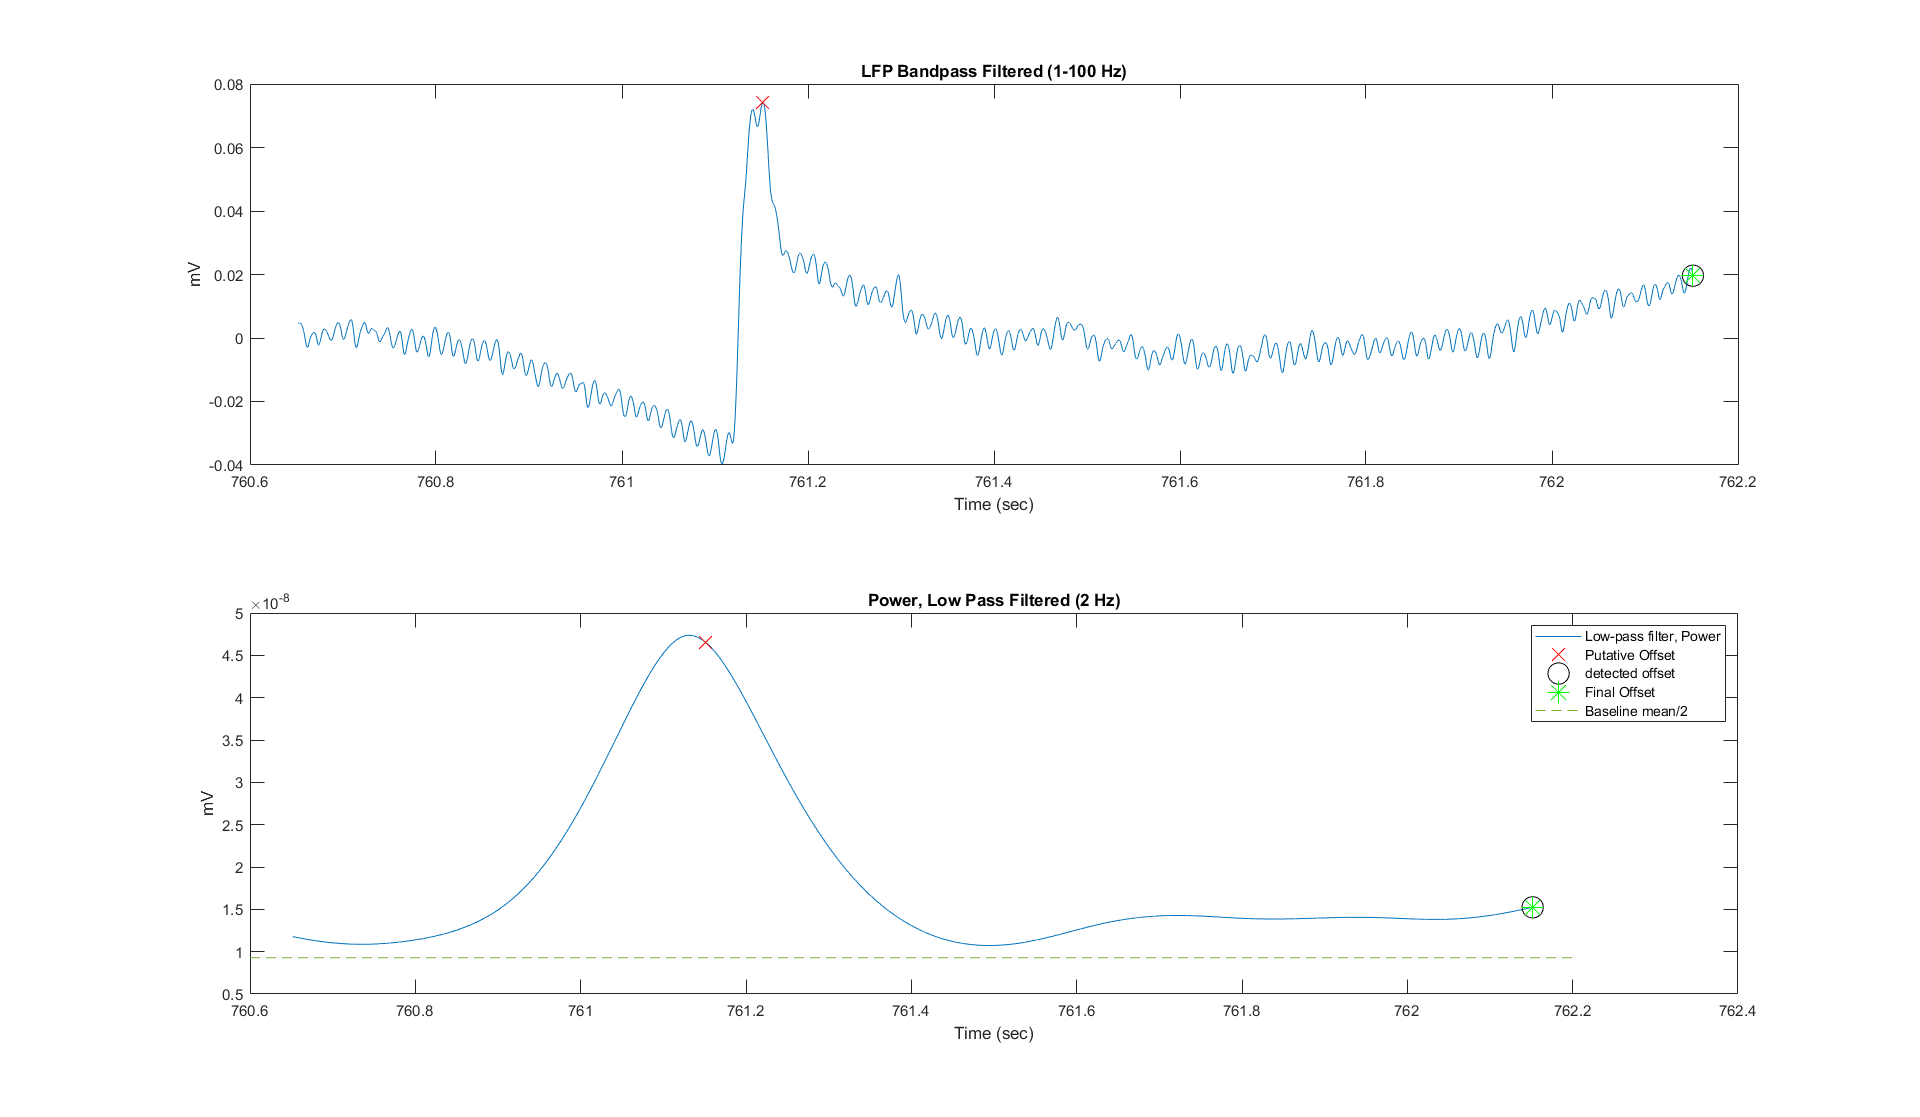 LFP Bandpass Filtered (1-100 Hz)
0.08
0.06
0.04
0.02
0
-0.02
-0.04
mV
760.6 760.8 761 761.2 761.4 761.6 761.8 762 762.2
Time (sec)
Power, Low Pass Filtered (2 Hz)
×10-8
5
4.5
4
3.5
3
2.5
2
1.5
1
0.5
mV
Low-pass filter, Power
Putative Offset
detected offset
Final Offset
Baseline mean/2
760.6 760.8 761 761.2 761.4 761.6 761.8 762 762.2 762.4
Time (sec)